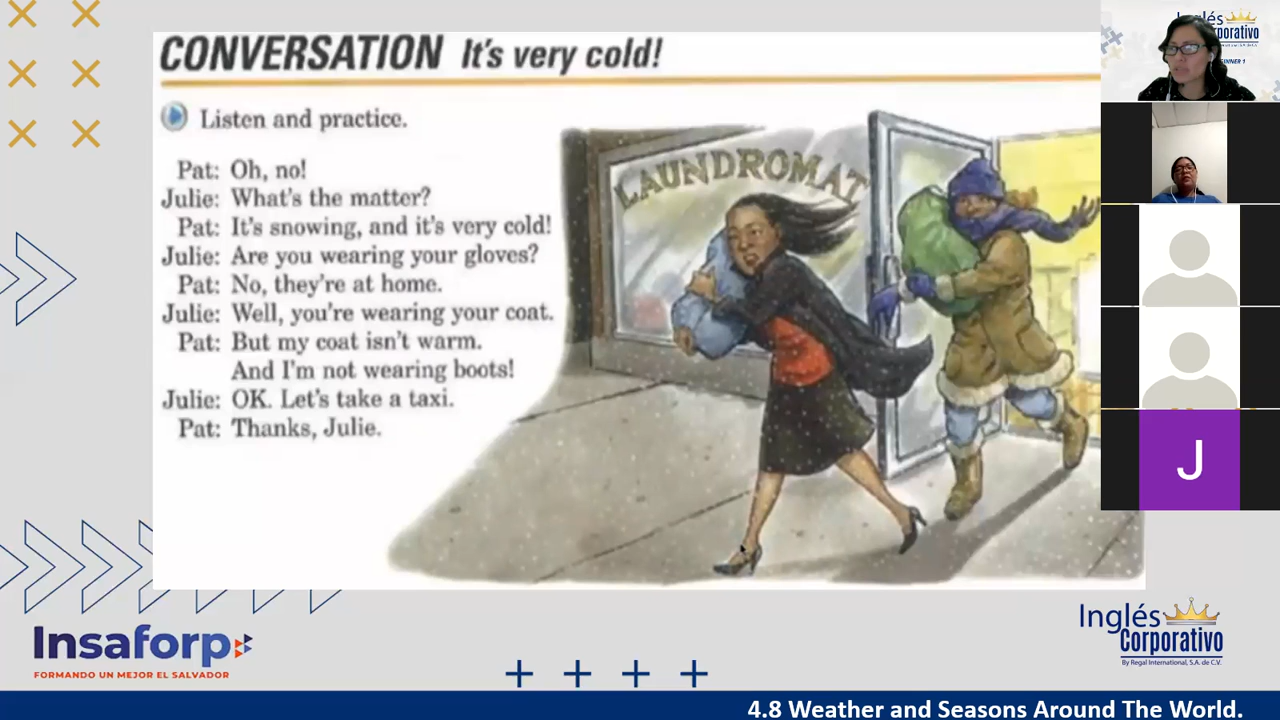 CONVERSATION It's very cold!
Listen and practice.
Pat: Oh, no!
Julie: What's the matter?
Pat: It's snowing, and it's very cold!
Julie: Are you wearing your gloves?
Pat: No, they're at home.
Julie: Well, you're wearing your coat.
Pat: But my coat isn't warm.
And I'm not wearing boots!
Julie: OK. Let's take a taxi.
Pat: Thanks, Julie.
LAUNDROMAT
Inglés
Corporativo
J
Insaforp
FORMANDO UN MEJOR EL SALVADOR
Inglés
Corporativo
By Regal International, S.A. de C.V.
4.8 Weather and Seasons Around The World.